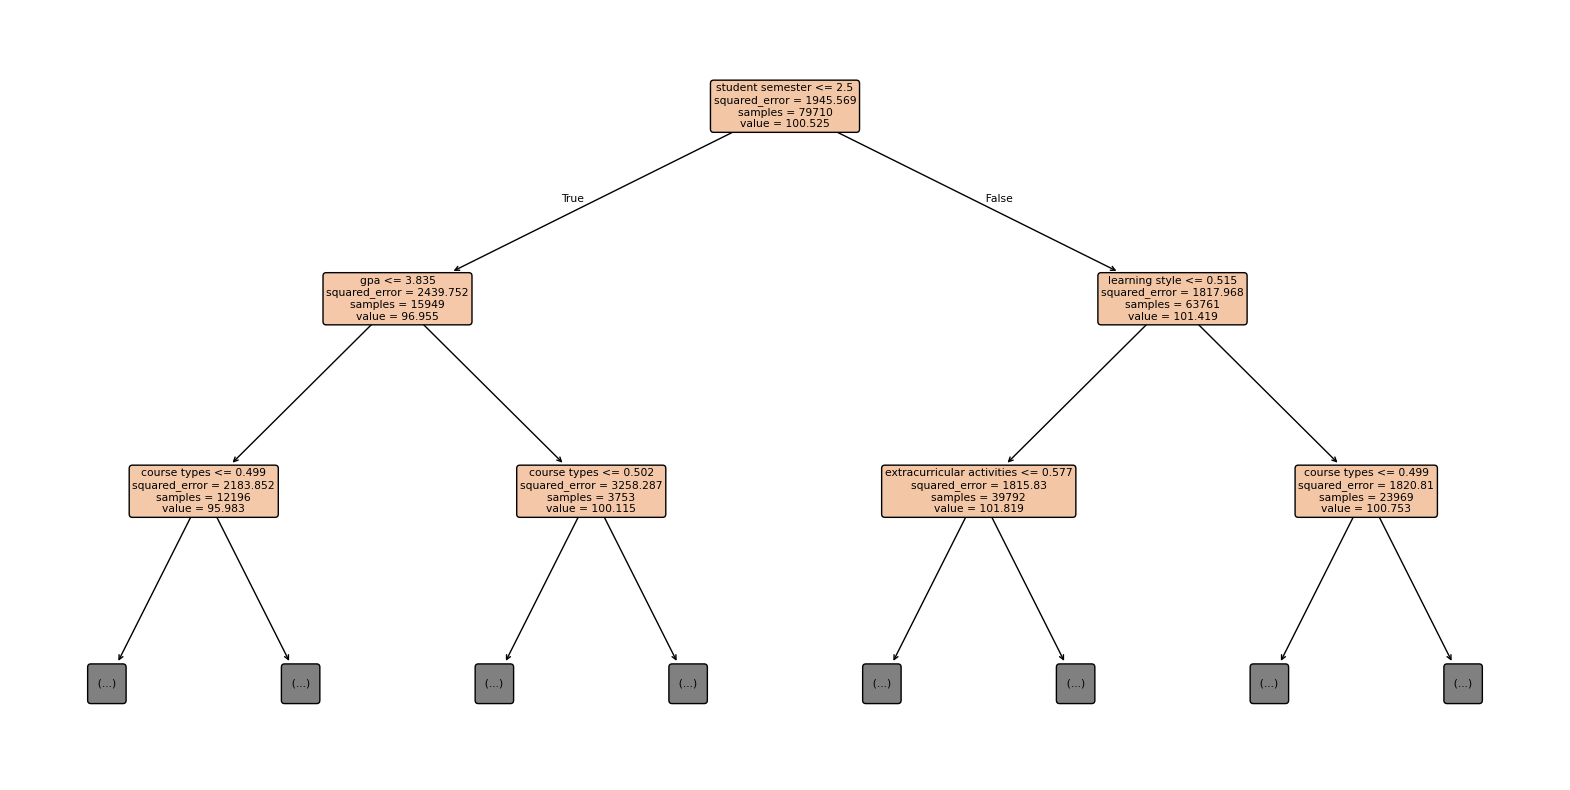 student semester <= 2.5
squared_error = 1945.569
samples = 79710
value = 100.525
True
False
gpa <= 3.835
squared_error = 2439.752
samples = 15949
value = 96.955
learning style <= 0.515
squared_error = 1817.968
samples = 63761
value = 101.419
course types <= 0.499
squared_error = 2183.852
samples = 12196
value = 95.983
course types <= 0.502
squared_error = 3258.287
samples = 3753
value = 100.115
extracurricular activities <= 0.577
squared_error = 1815.83
samples = 39792
value = 101.819
course types <= 0.499
squared_error = 1820.81
samples = 23969
value = 100.753
(...)
(...)
(...)
(...)
(...)
(...)
(...)
(...)